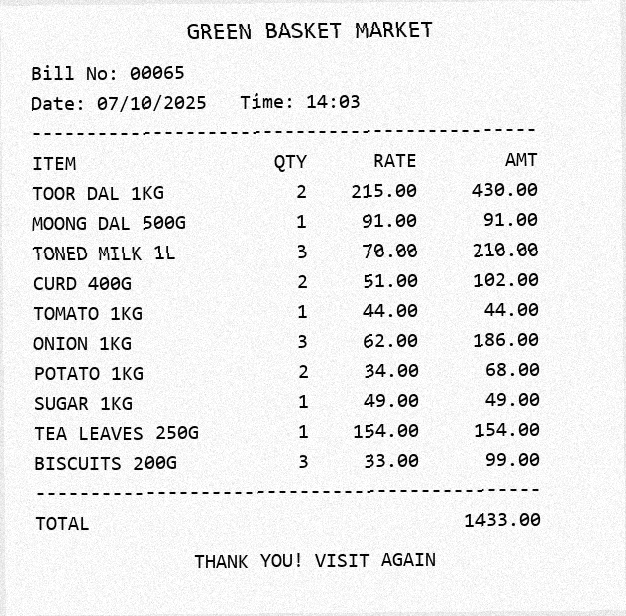 GREEN BASKET MARKET
Bill No: 00065
Date: 07/10/2025   Time: 14:03
----------------------------------------------
ITEM                  QTY      RATE        AMT
TOOR DAL 1KG            2    215.00     430.00
MOONG DAL 500G          1     91.00      91.00
TONED MILK 1L           3     70.00     210.00
CURD 400G               2     51.00     102.00
TOMATO 1KG              1     44.00      44.00
ONION 1KG               3     62.00     186.00
POTATO 1KG              2     34.00      68.00
SUGAR 1KG               1     49.00      49.00
TEA LEAVES 250G         1    154.00     154.00
BISCUITS 200G           3     33.00      99.00
----------------------------------------------
TOTAL                                  1433.00
THANK YOU! VISIT AGAIN